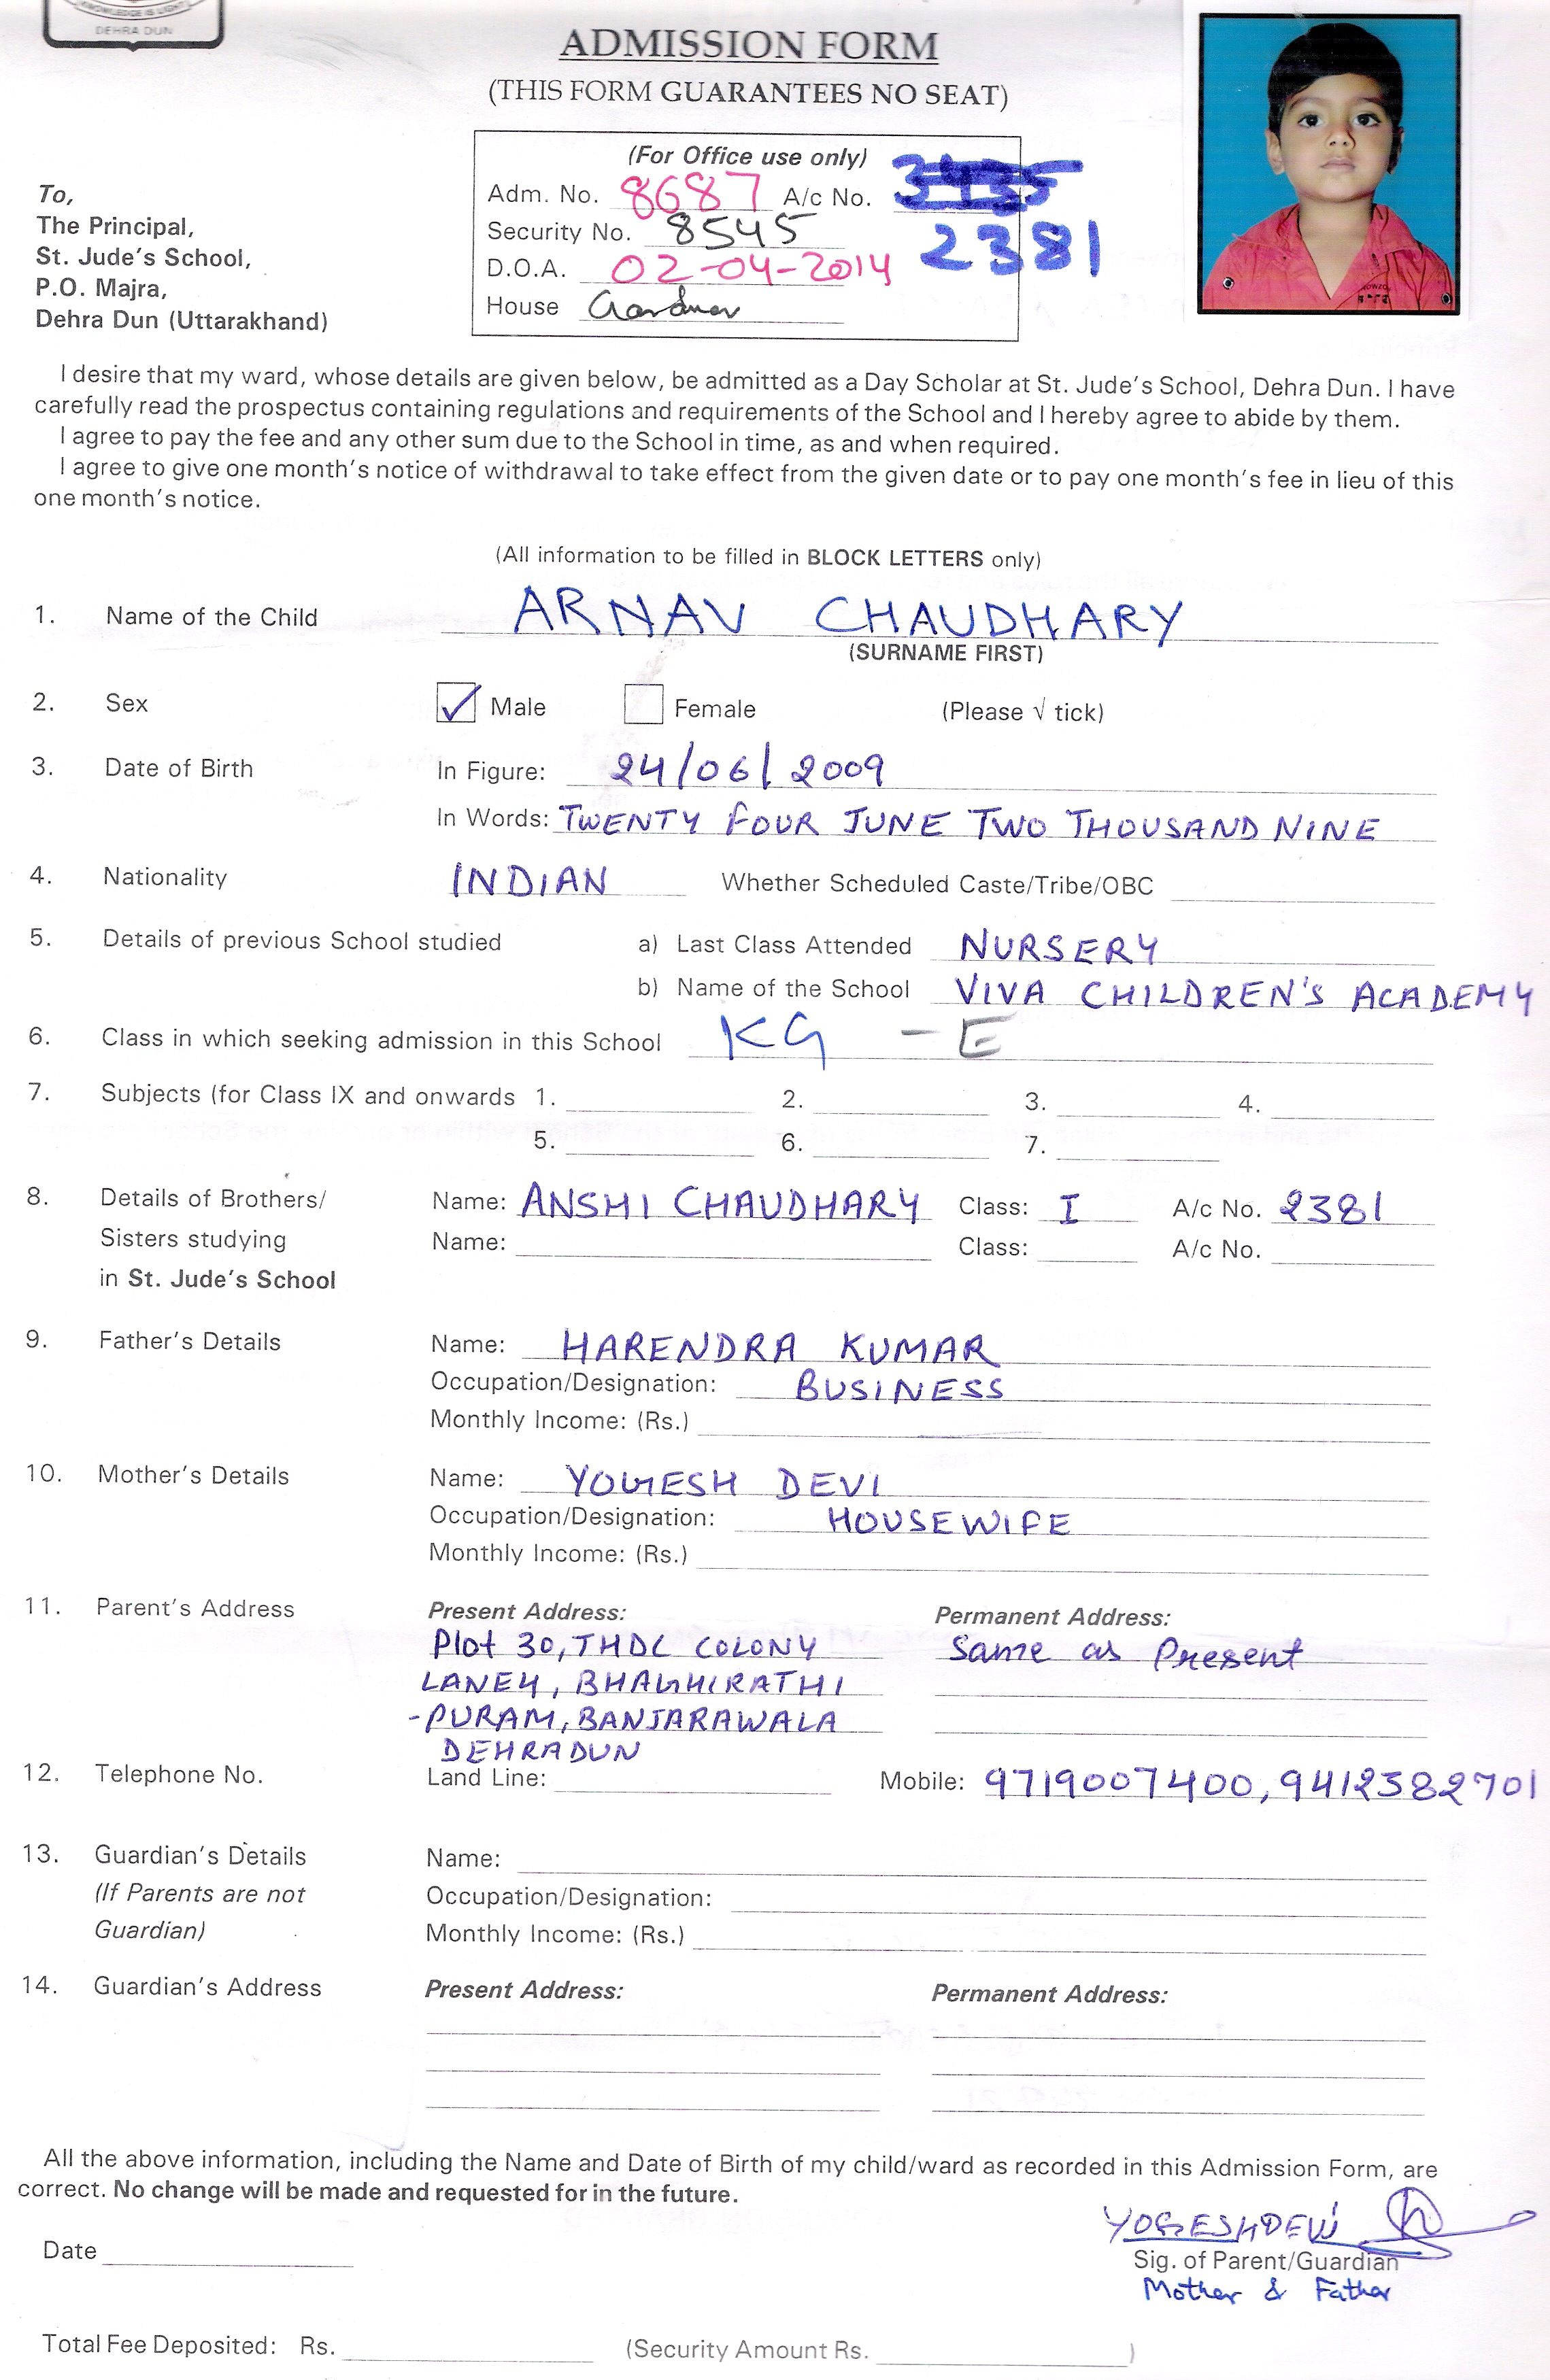 KNOWLEDGE IS LIGHT
DEHRA DUN
ADMISSION FORM
(THIS FORM GUARANTEES NO SEAT)
(For Office use only)
Adm. No. 8687 A/c No.
Security No. 8545 2381
D.O.A. 02-04-2014
House
To,
The Principal,
St. Jude's School,
P.O. Majra,
Dehra Dun (Uttarakhand)
I desire that my ward, whose details are given below, be admitted as a Day Scholar at St. Jude's School, Dehra Dun. I have
carefully read the prospectus containing regulations and requirements of the School and I hereby agree to abide by them.
I agree to pay the fee and any other sum due to the School in time, as and when required.
I agree to give one month's notice of withdrawal to take effect from the given date or to pay one month's fee in lieu of this
one month's notice.
(All information to be filled in BLOCK LETTERS only)
1. Name of the Child ARNAV CHAUDHARY
(SURNAME FIRST)
2. Sex Male Female (Please √ tick)
3. Date of Birth In Figure: 24/06/2009
In Words: TWENTY FOUR JUNE TWO THOUSAND NINE
4. Nationality INDIAN Whether Scheduled Caste/Tribe/OBC
5. Details of previous School studied a) Last Class Attended NURSERY
b) Name of the School VIVA CHILDREN'S ACADEMY
6. Class in which seeking admission in this School KG - E
7. Subjects (for Class IX and onwards 1. 2. 3. 4.
5. 6. 7.
8. Details of Brothers/ Name: ANSHI CHAUDHARY Class: I A/c No. 2381
Sisters studying Name: Class: A/c No.
in St. Jude's School
9. Father's Details Name: HARENDRA KUMAR
Occupation/Designation: BUSINESS
Monthly Income: (Rs.)
10. Mother's Details Name: YOGESH DEVI
Occupation/Designation: HOUSEWIFE
Monthly Income: (Rs.)
11. Parent's Address Present Address: Permanent Address:
Plot 30, THDC COLONY Same as Present
LANE4, BHAGHIRATHI
-PURAM, BANJARAWALA
DEHRADUN
12. Telephone No. Land Line: Mobile: 9719007400, 9412382701
13. Guardian's Details Name:
(If Parents are not Occupation/Designation:
Guardian) Monthly Income: (Rs.)
14. Guardian's Address Present Address: Permanent Address:
All the above information, including the Name and Date of Birth of my child/ward as recorded in this Admission Form, are
correct. No change will be made and requested for in the future.
YOGESH DEVI
Date Sig. of Parent/Guardian
Mother & Father
Total Fee Deposited: Rs. (Security Amount Rs. )